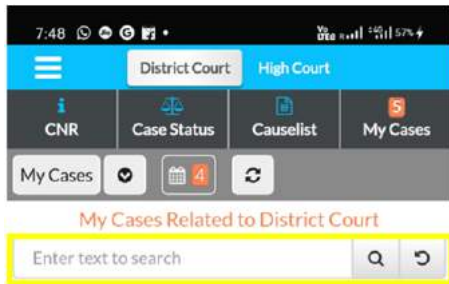 7:48
57%
District Court High Court
5
CNR Case Status Causelist My Cases
My Cases 4
My Cases Related to District Court
Enter text to search